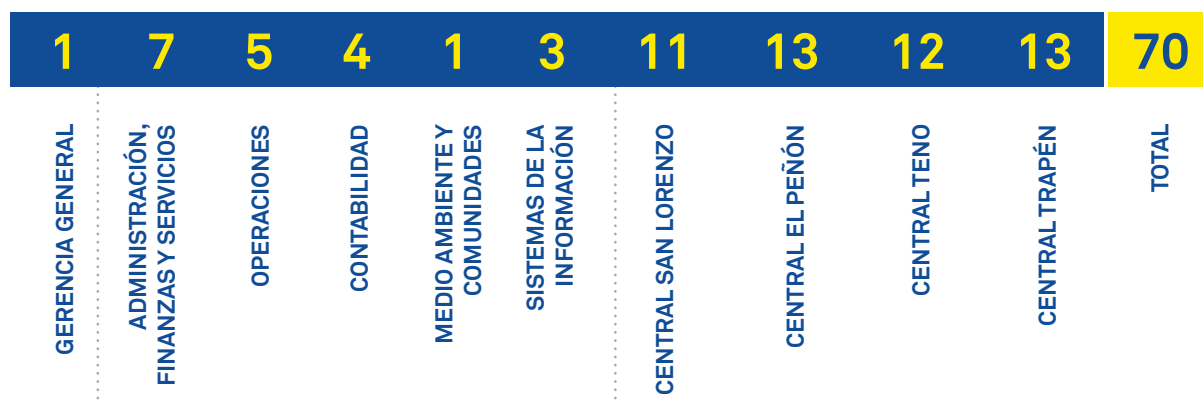 1 7 5 4 1 3 11 13 12 13 70
GERENCIA GENERAL
ADMINISTRACIÓN,
FINANZAS Y SERVICIOS
OPERACIONES
CONTABILIDAD
MEDIO AMBIENTE Y
COMUNIDADES
SISTEMAS DE LA
INFORMACIÓN
CENTRAL SAN LORENZO
CENTRAL EL PEÑÓN
CENTRAL TENO
CENTRAL TRAPÉN
TOTAL